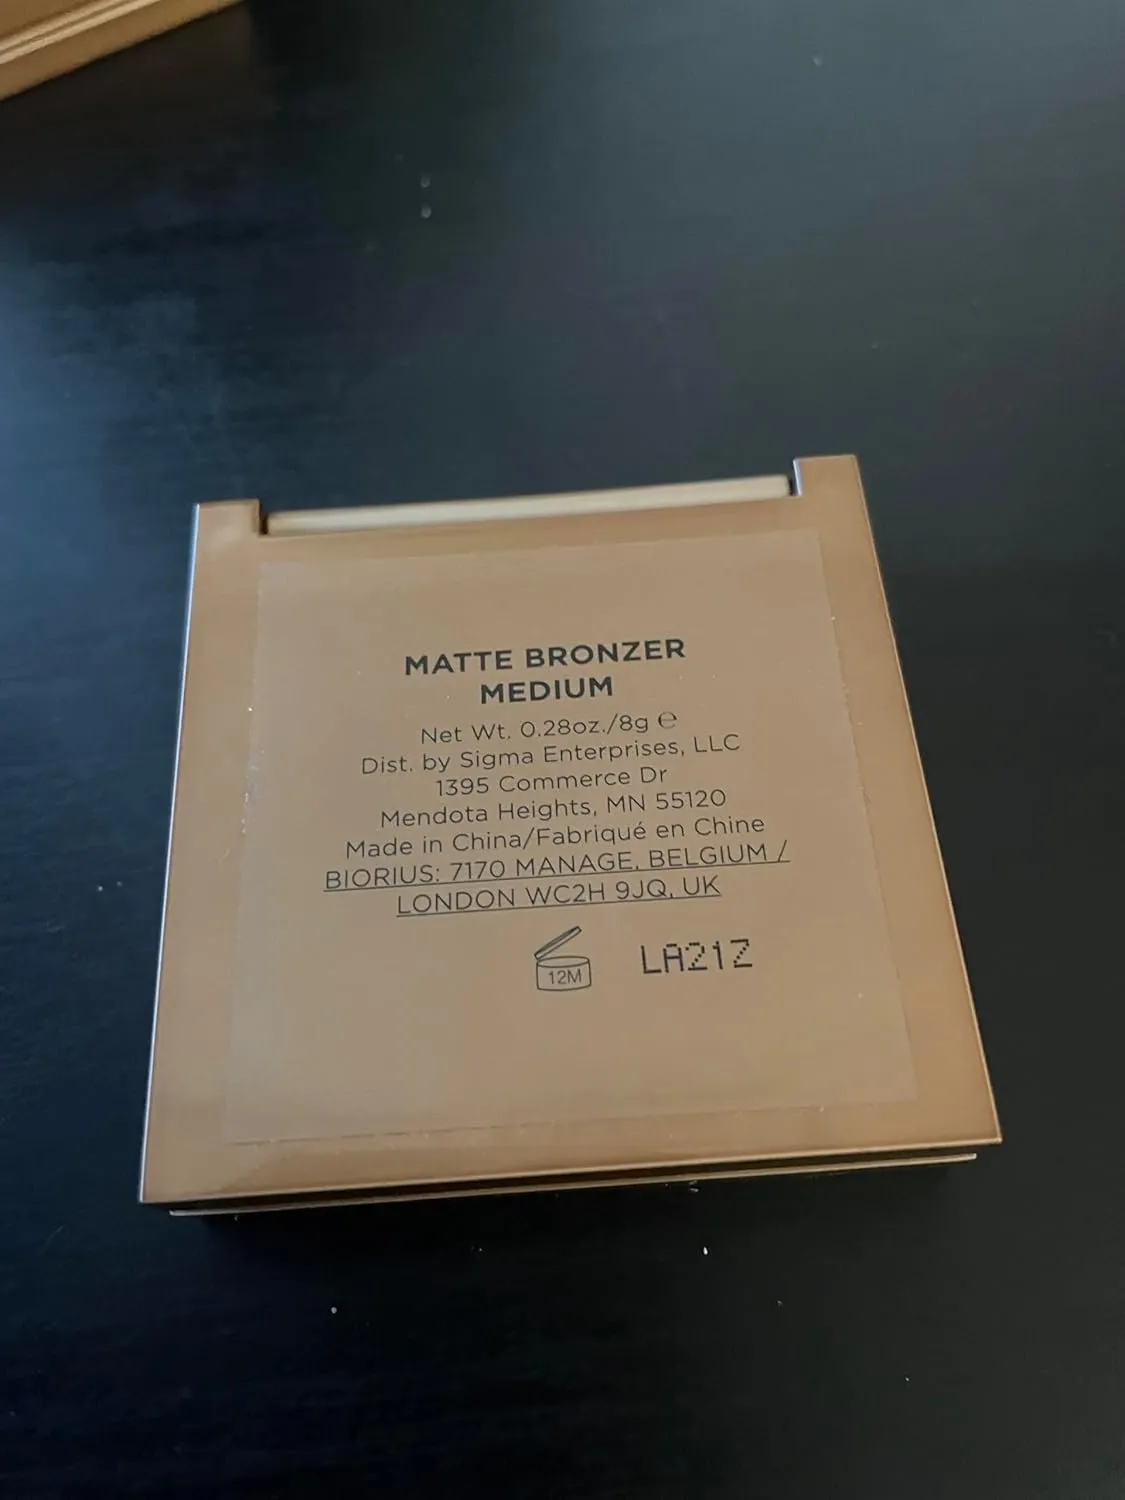 MATTE BRONZER
MEDIUM
Net Wt. 0.28oz./8g ℮
Dist. by Sigma Enterprises, LLC
1395 Commerce Dr
Mendota Heights, MN 55120
Made in China/Fabriqué en Chine
BIORIUS: 7170 MANAGE, BELGIUM /
LONDON WC2H 9JQ, UK
12M LA21Z